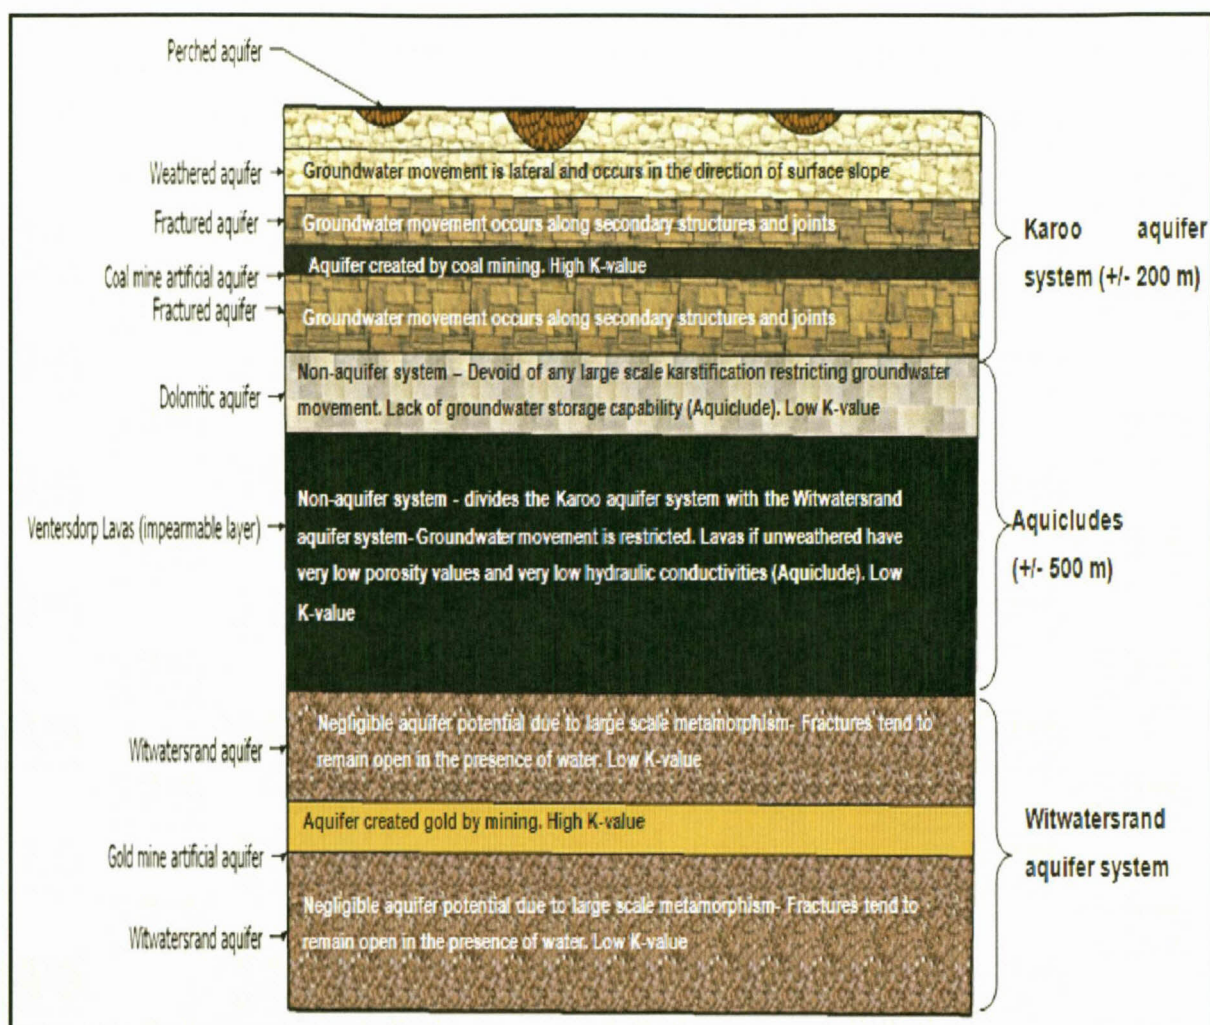 Perched aquifer
Weathered aquifer
Groundwater movement is lateral and occurs in the direction of surface slope
Fractured aquifer
Groundwater movement occurs along secondary structures and joints
Karoo aquifer
system (+/- 200 m)
Aquifer created by coal mining. High K-value
Coal mine artificial aquifer
Fractured aquifer
Groundwater movement occurs along secondary structures and joints
Dolomitic aquifer
Non-aquifer system – Devoid of any large scale karstification restricting groundwater
movement. Lack of groundwater storage capability (Aquiclude). Low K-value
Ventersdorp Lavas (impearmable layer)
Non-aquifer system - divides the Karoo aquifer system with the Witwatersrand
aquifer system- Groundwater movement is restricted. Lavas if unweathered have
very low porosity values and very low hydraulic conductivities (Aquiclude). Low
K-value
Aquicludes
(+/- 500 m)
Witwatersrand aquifer
Negligible aquifer potential due to large scale metamorphism- Fractures tend to
remain open in the presence of water. Low K-value
Aquifer created gold by mining. High K-value
Gold mine artificial aquifer
Witwatersrand
aquifer system
Witwatersrand aquifer
Negligible aquifer potential due to large scale metamorphism- Fractures tend to
remain open in the presence of water. Low K-value